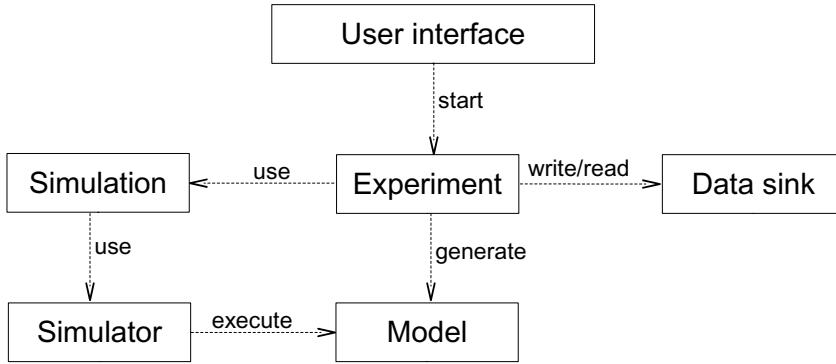 User interface
start
Simulation
use
Experiment
write/read
Data sink
use
generate
Simulator
execute
Model